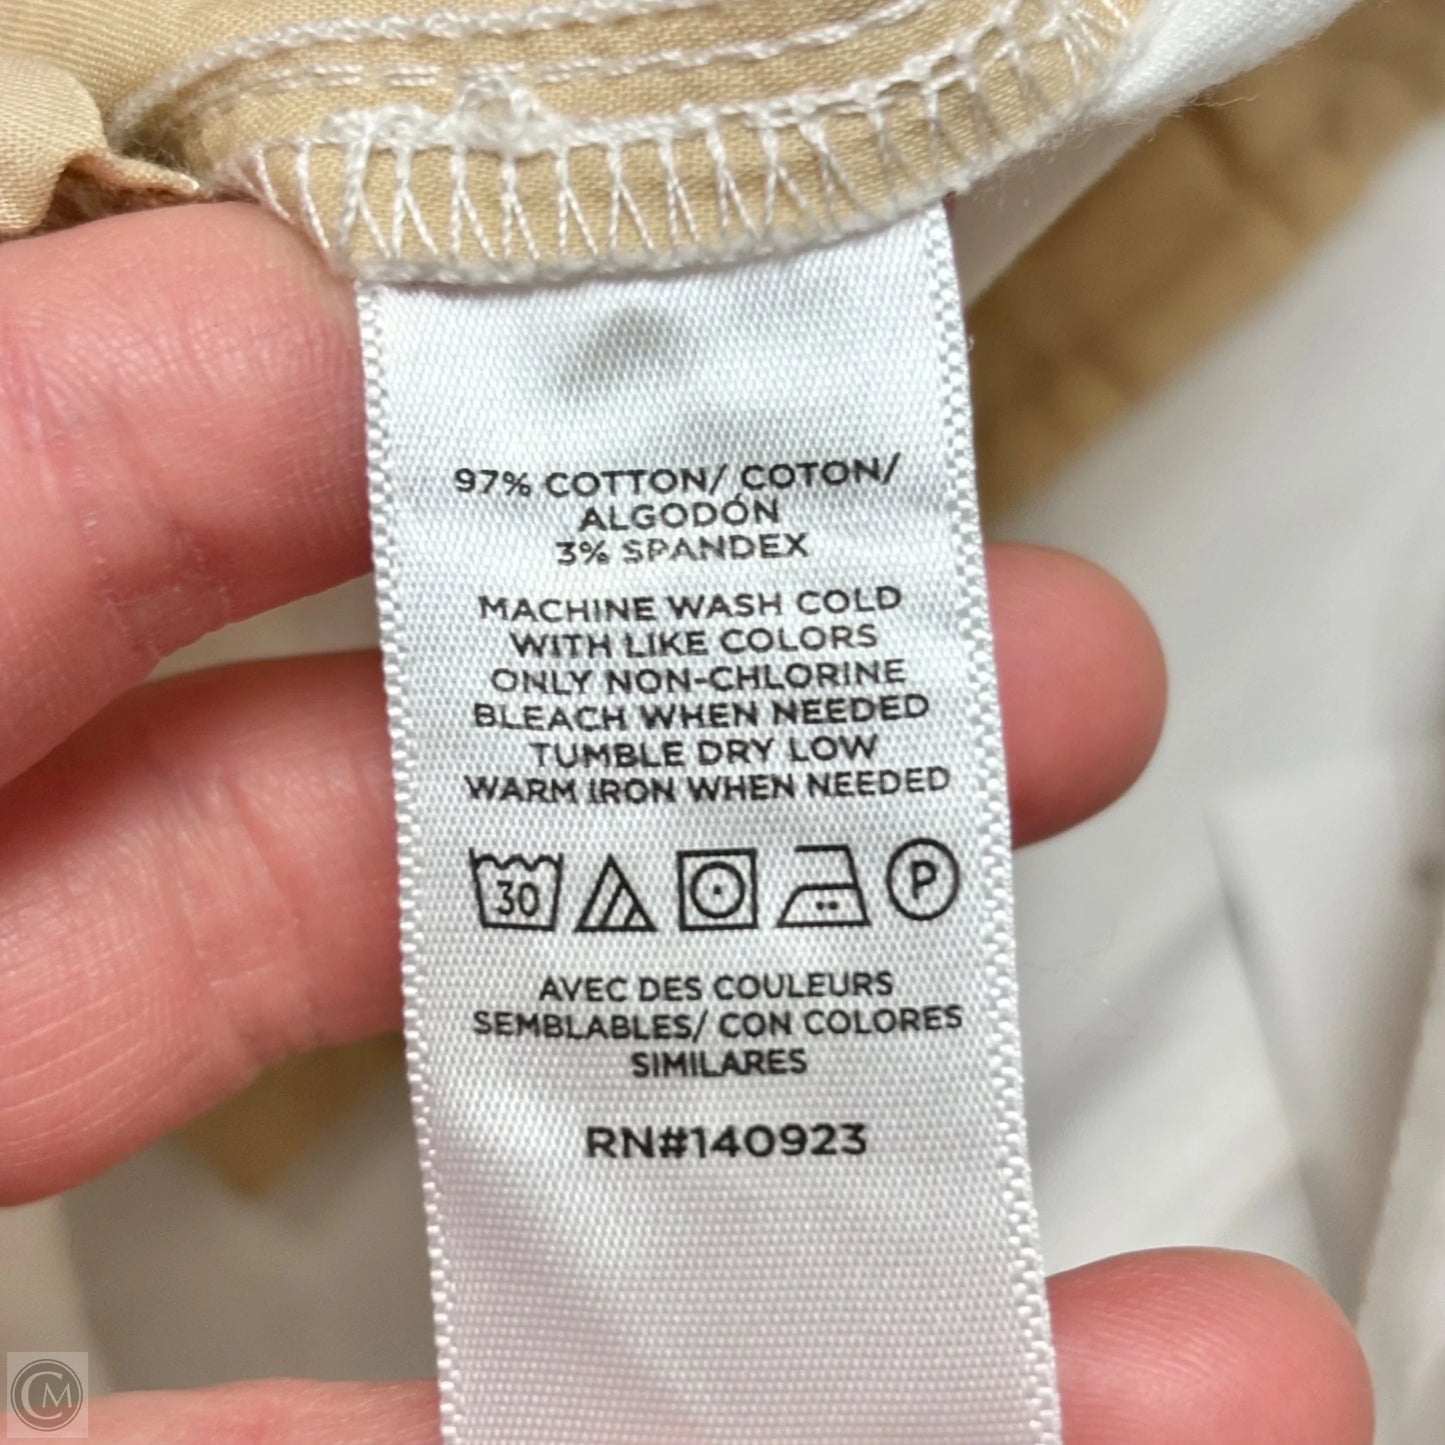 97% COTTON/ COTON/
ALGODÓN
3% SPANDEX
MACHINE WASH COLD
WITH LIKE COLORS
ONLY NON-CHLORINE
BLEACH WHEN NEEDED
TUMBLE DRY LOW
WARM IRON WHEN NEEDED
30 P
AVEC DES COULEURS
SEMBLABLES/ CON COLORES
SIMILARES
RN#140923
CM